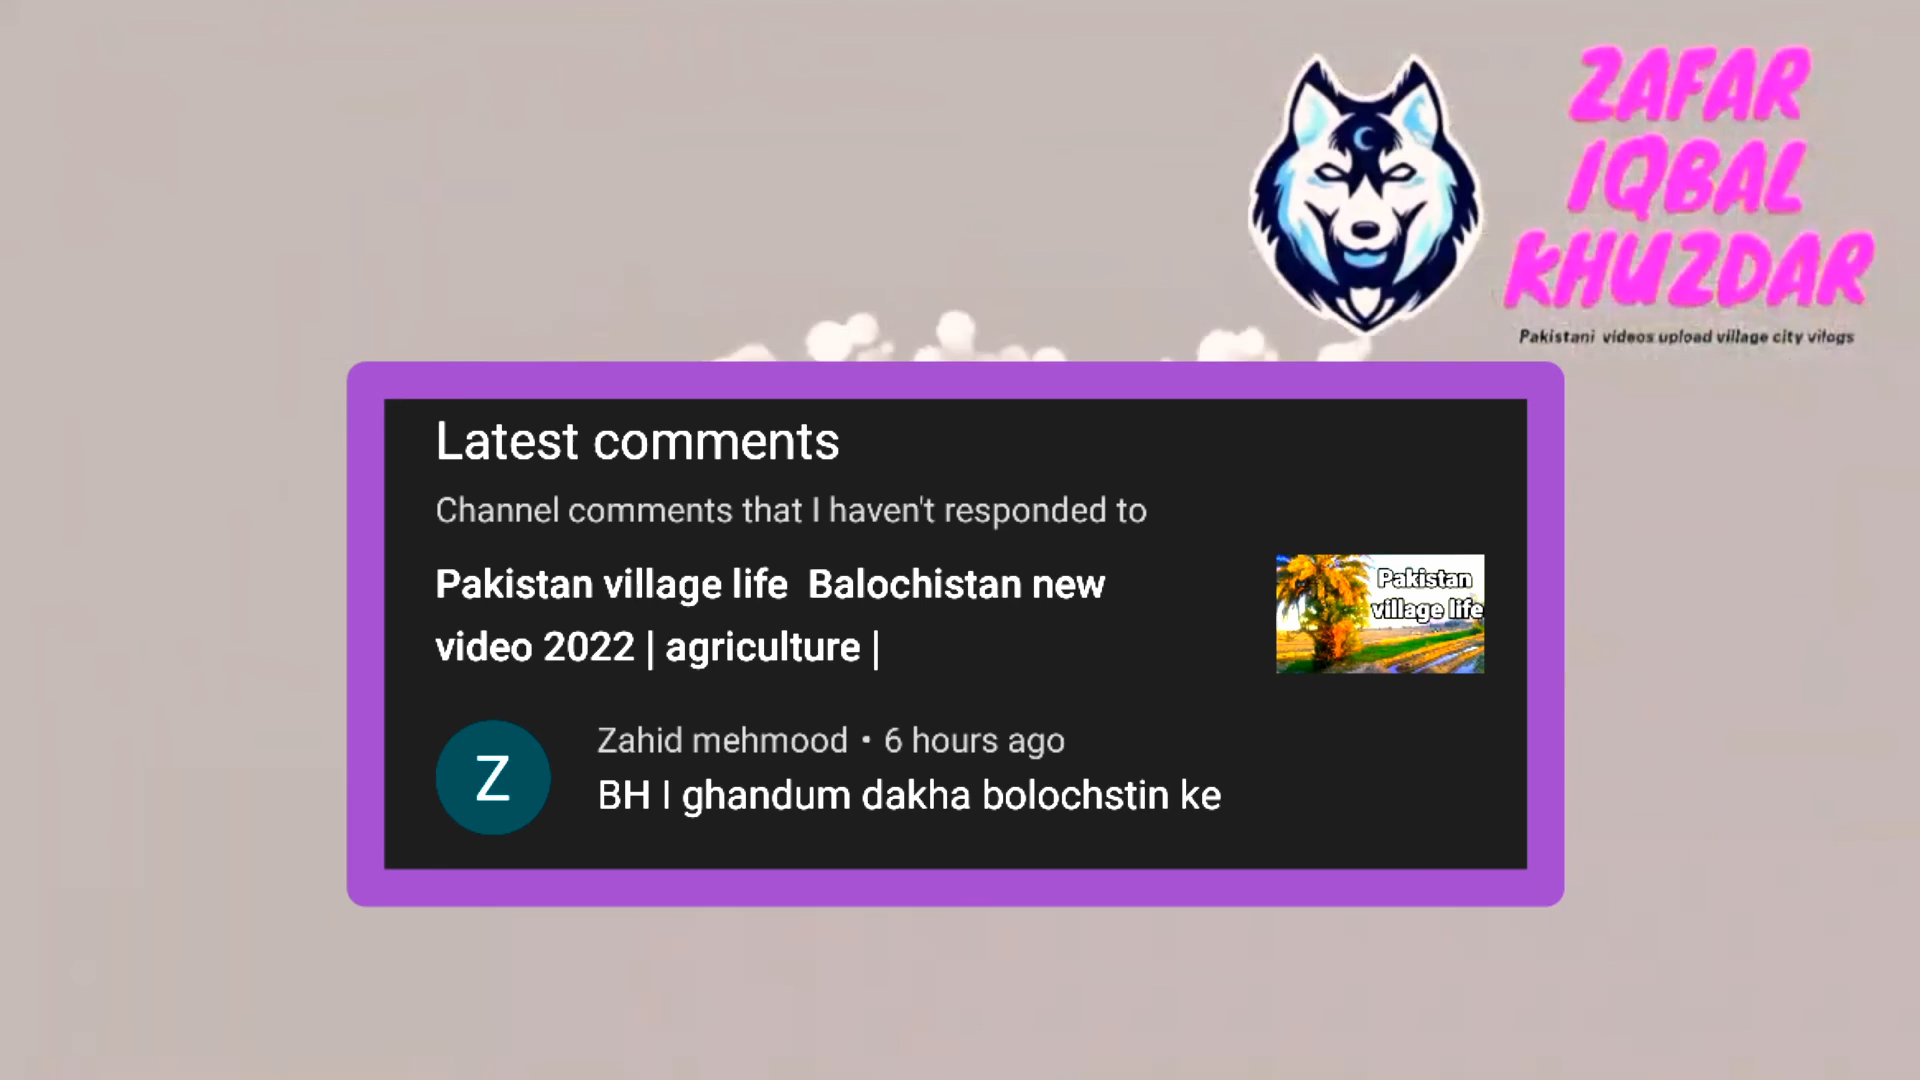 ZAFAR
IQBAL
KHUZDAR
Pakistani videos upload village city vilogs
Latest comments
Channel comments that I haven't responded to
Pakistan village life Balochistan new
video 2022 | agriculture |
Pakistan
village life
Z
Zahid mehmood • 6 hours ago
BH I ghandum dakha bolochstin ke